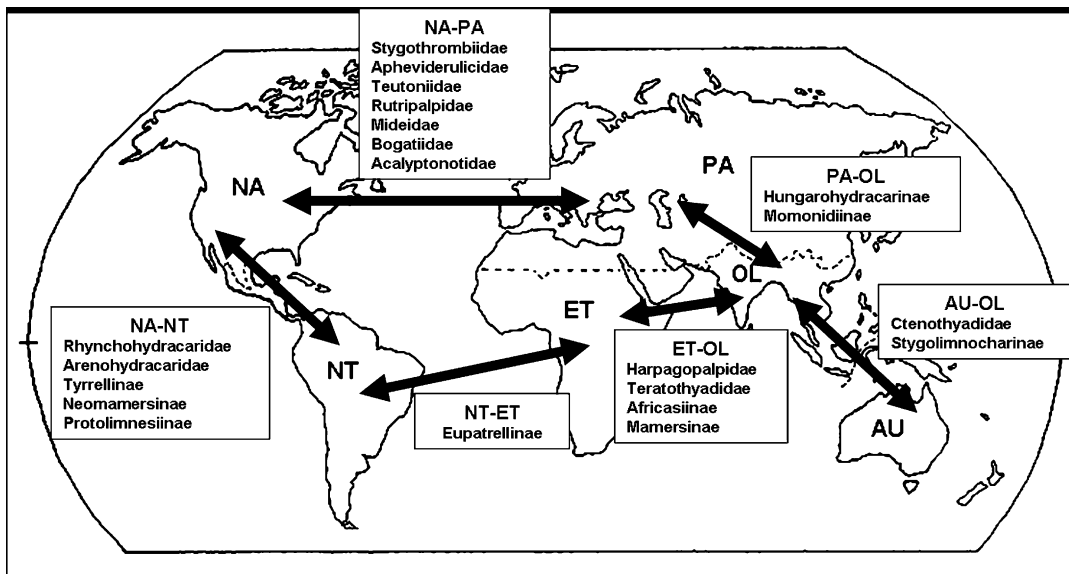 NA-PA
Stygothrombiidae
Apheviderulicidae
Teutoniidae
Rutripalpidae
Mideidae
Bogatiidae
Acalyptonotidae
NA
PA
PA-OL
Hungarohydracarinae
Momonidiinae
OL
ET
AU-OL
Ctenothyadidae
Stygolimnocharinae
NA-NT
Rhynchohydracaridae
Arenohydracaridae
Tyrrellinae
Neomamersinae
Protolimnesiinae
NT
ET-OL
Harpagopalpidae
Teratothyadidae
Africasiinae
Mamersinae
NT-ET
Eupatrellinae
AU